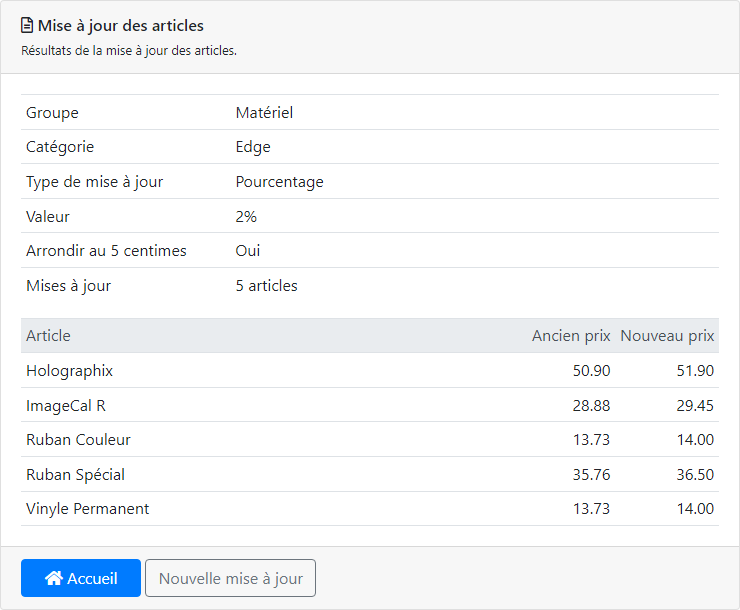 Mise à jour des articles
Résultats de la mise à jour des articles.
Groupe Matériel
Catégorie Edge
Type de mise à jour Pourcentage
Valeur 2%
Arrondir au 5 centimes Oui
Mises à jour 5 articles
Article Ancien prix Nouveau prix
Holographix 50.90 51.90
ImageCal R 28.88 29.45
Ruban Couleur 13.73 14.00
Ruban Spécial 35.76 36.50
Vinyle Permanent 13.73 14.00
Accueil Nouvelle mise à jour